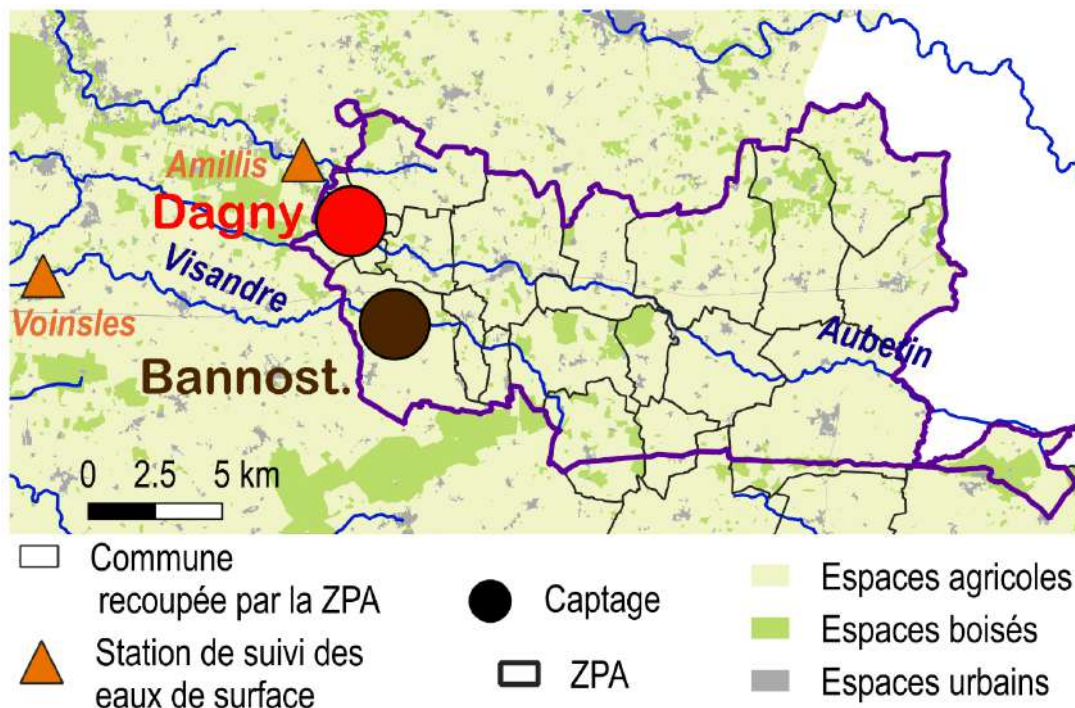 Amillis
Dagny
Visandre
Voinsles
Aubetin
Bannost.
0 2.5 5 km
Commune
recoupée par la ZPA
Station de suivi des
eaux de surface
Captage
ZPA
Espaces agricoles
Espaces boisés
Espaces urbains